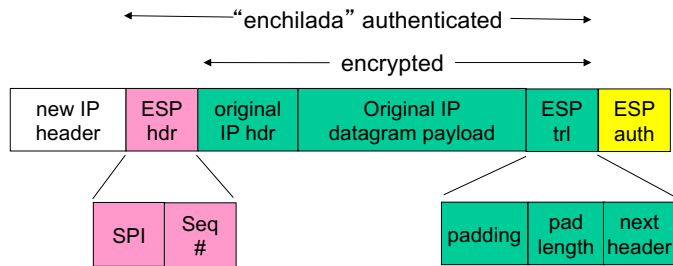 “enchilada” authenticated
encrypted
new IP
header
ESP
hdr
original
IP hdr
Original IP
datagram payload
ESP
trl
ESP
auth
SPI
Seq
#
padding
pad
length
next
header